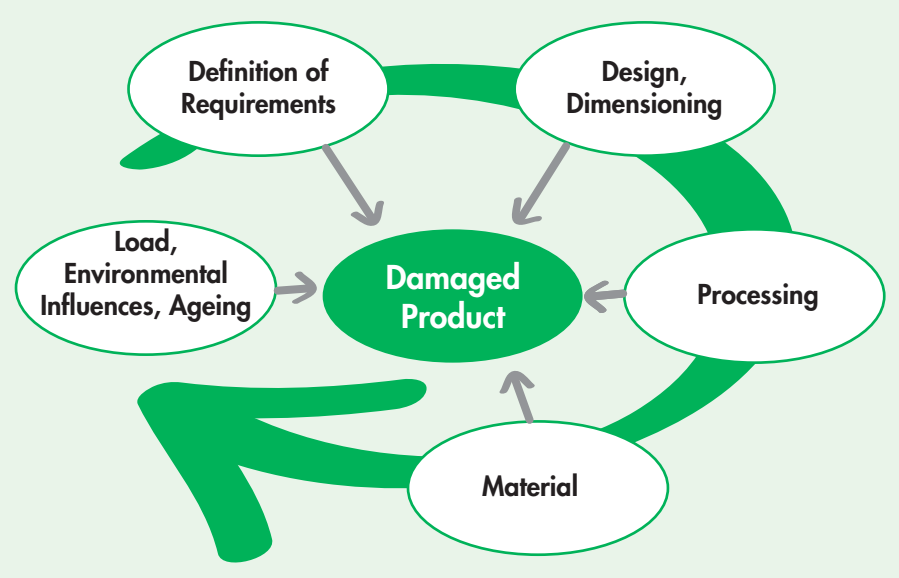 Definition of
Requirements
Design,
Dimensioning
Load,
Environmental
Influences, Ageing
Damaged
Product
Processing
Material